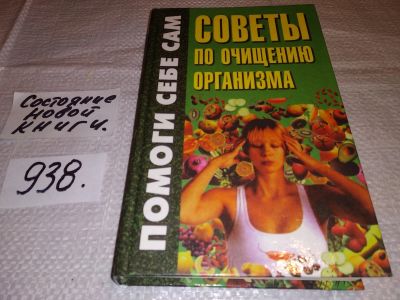 Состояние
новой
книги.
938.
ПОМОГИ СЕБЕ САМ
СОВЕТЫ
ПО ОЧИЩЕНИЮ
ОРГАНИЗМА